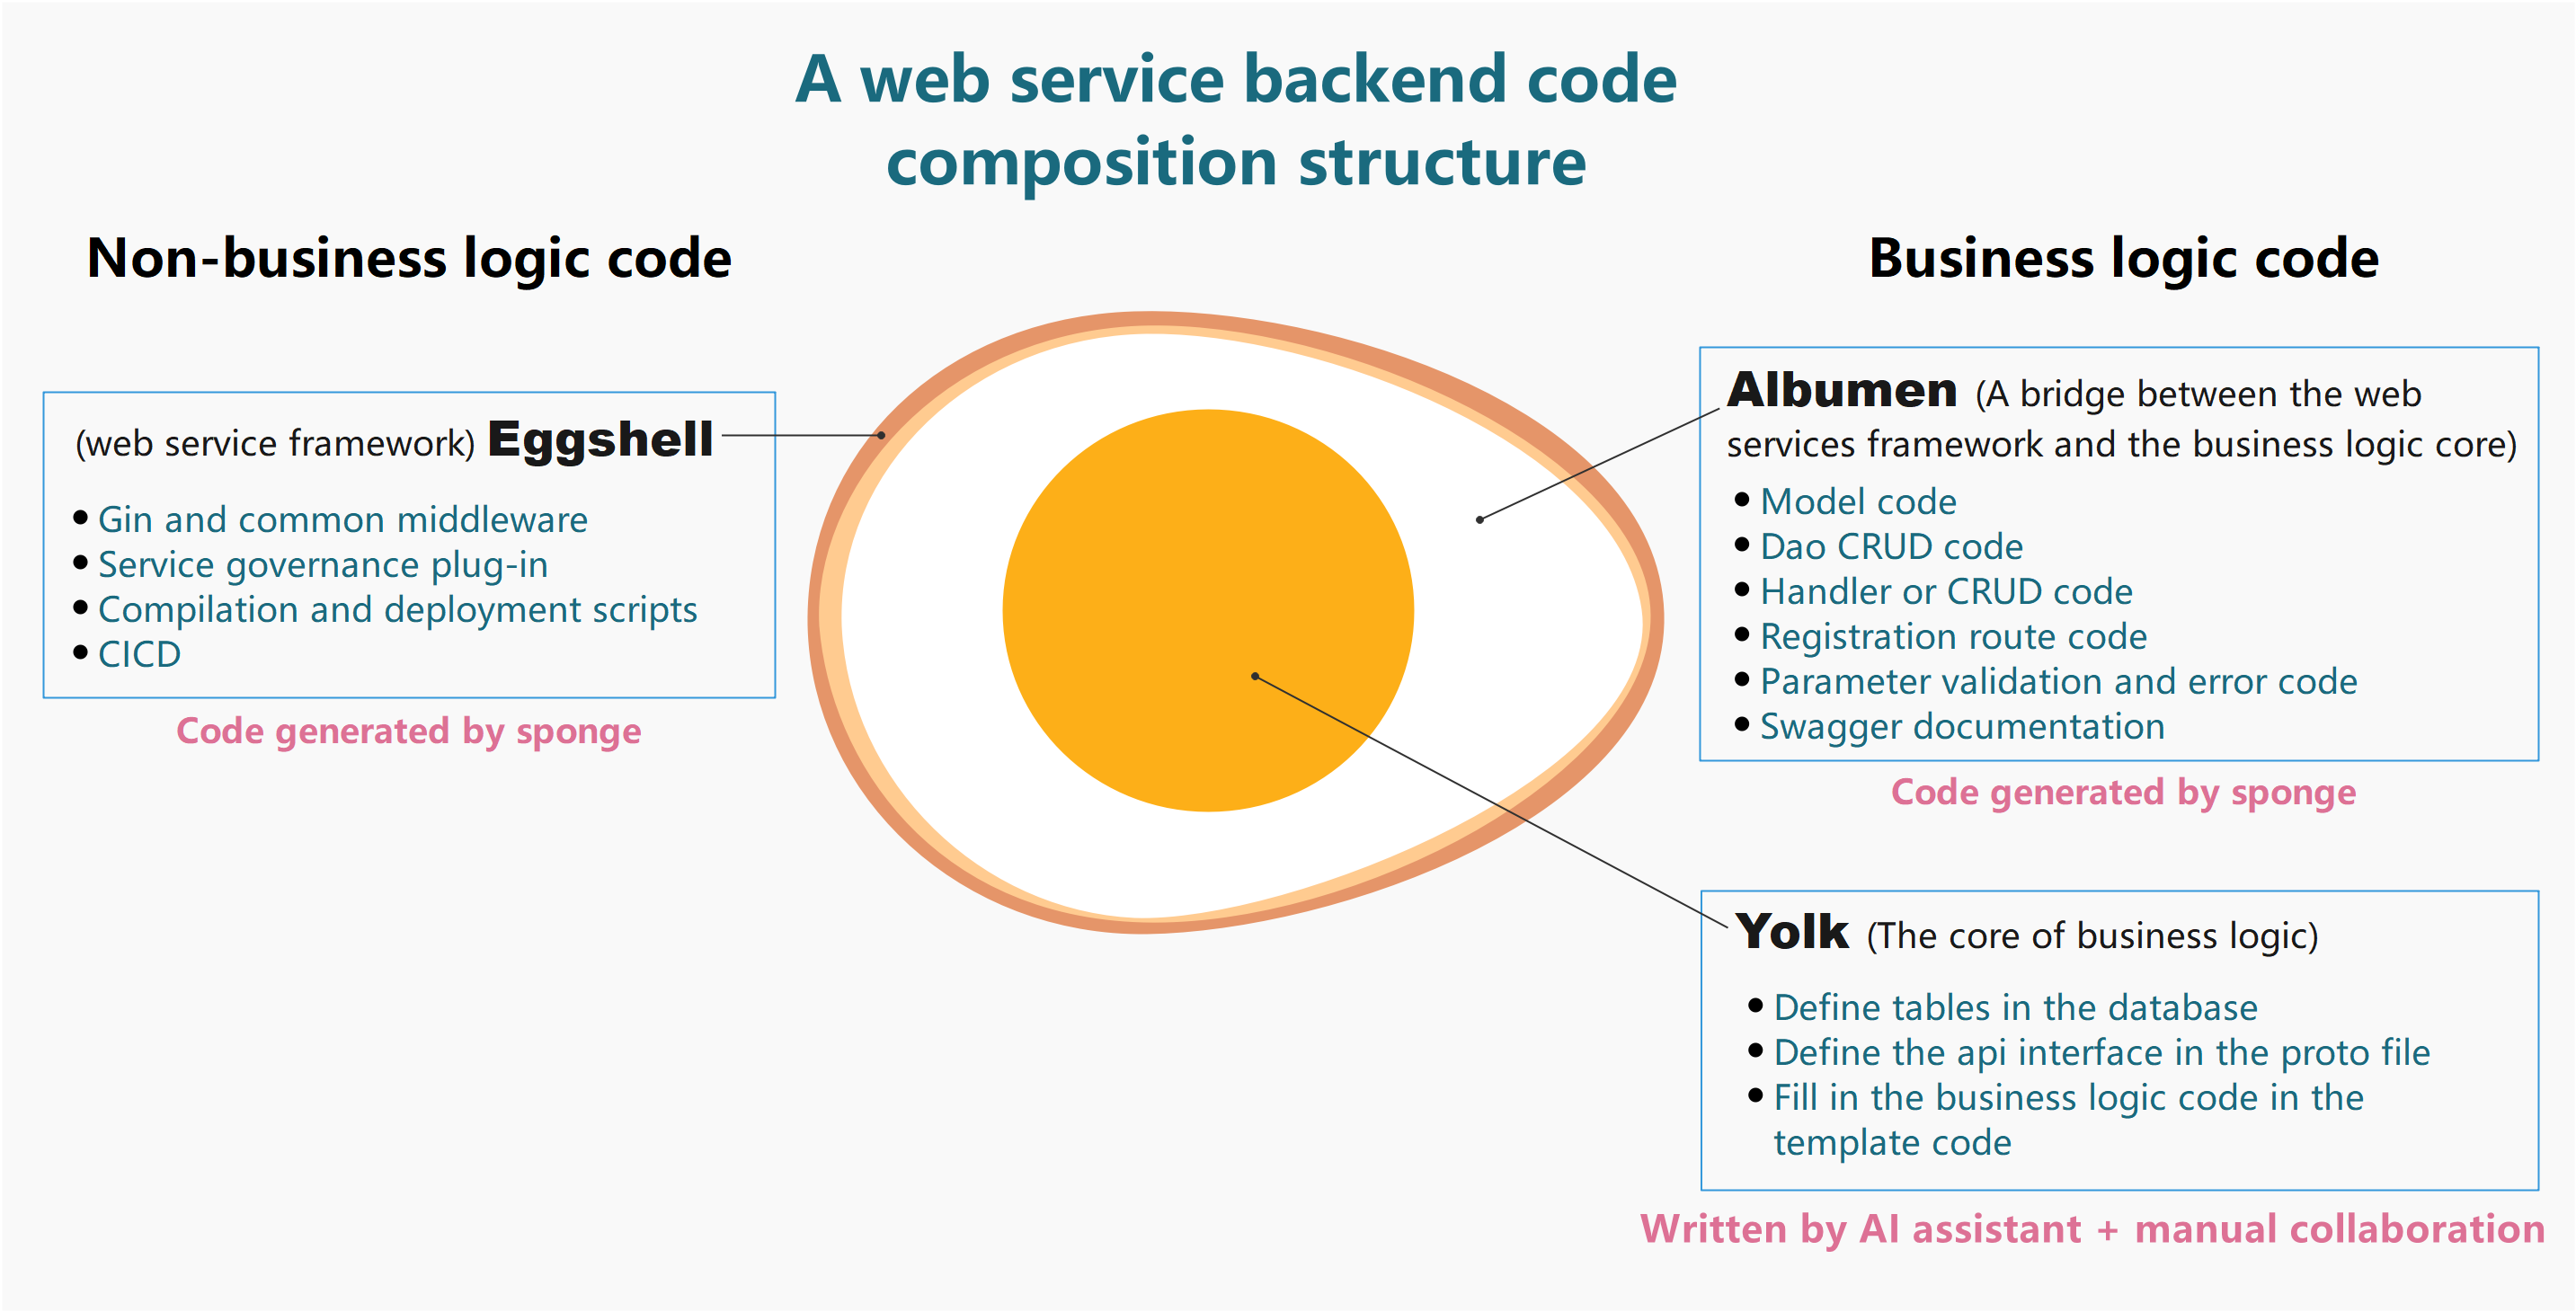 A web service backend code
composition structure
Non-business logic code
(web service framework) Eggshell
Gin and common middleware
Service governance plug-in
Compilation and deployment scripts
CICD
Code generated by sponge
Business logic code
Albumen (A bridge between the web
services framework and the business logic core)
Model code
Dao CRUD code
Handler or CRUD code
Registration route code
Parameter validation and error code
Swagger documentation
Code generated by sponge
Yolk (The core of business logic)
Define tables in the database
Define the api interface in the proto file
Fill in the business logic code in the
template code
Written by AI assistant + manual collaboration